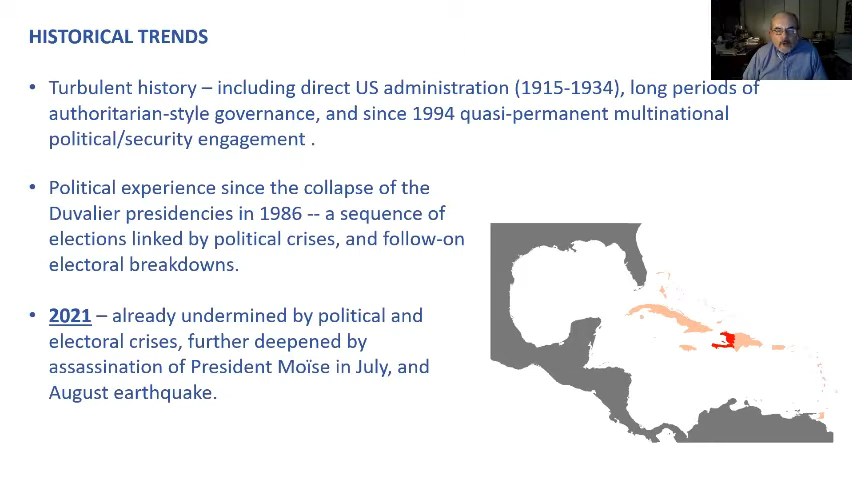 HISTORICAL TRENDS
• Turbulent history – including direct US administration (1915-1934), long periods of
authoritarian-style governance, and since 1994 quasi-permanent multinational
political/security engagement .
• Political experience since the collapse of the
Duvalier presidencies in 1986 -- a sequence of
elections linked by political crises, and follow-on
electoral breakdowns.
• 2021 – already undermined by political and
electoral crises, further deepened by
assassination of President Moïse in July, and
August earthquake.